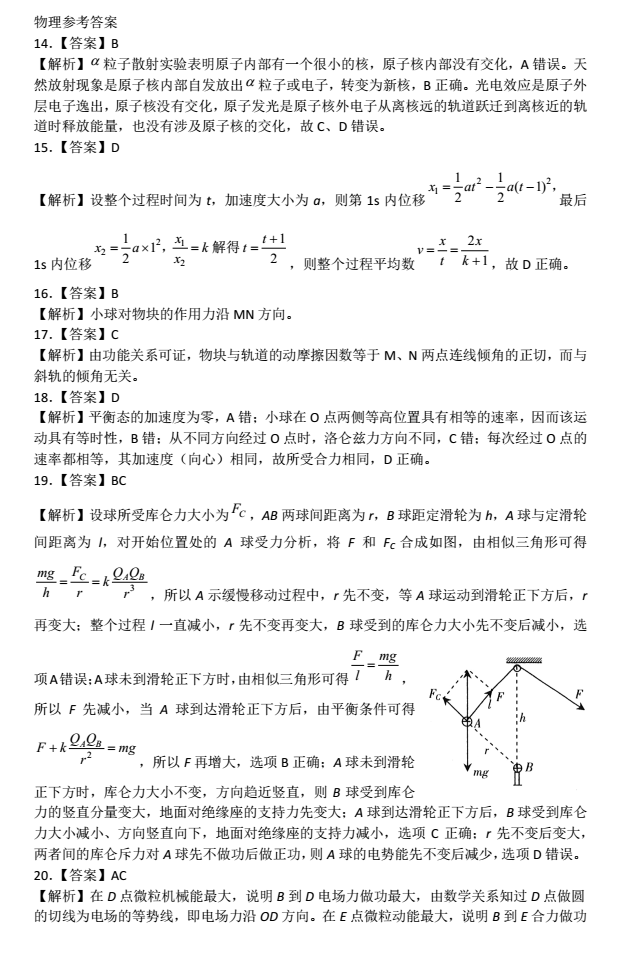 物理参考答案
14.【答案】B
【解析】α粒子散射实验表明原子内部有一个很小的核，原子核内部没有交化，A 错误。天
然放射现象是原子核内部自发放出α粒子或电子，转变为新核，B 正确。光电效应是原子外
层电子逸出，原子核没有交化，原子发光是原子核外电子从离核远的轨道跃迁到离核近的轨
道时释放能量，也没有涉及原子核的交化，故 C、D 错误。
15.【答案】D
【解析】设整个过程时间为 t，加速度大小为 a，则第 1s 内位移 x₁ = 1/2 at² − 1/2 a(t−1)²，最后
1s 内位移 x₂ = 1/2 a×1²，x₁/x₂ = k 解得 t = (t+1)/2，则整个过程平均数 v = x/t = 2x/(k+1)，故 D 正确。
16.【答案】B
【解析】小球对物块的作用力沿 MN 方向。
17.【答案】C
【解析】由功能关系可证，物块与轨道的动摩擦因数等于 M、N 两点连线倾角的正切，而与
斜轨的倾角无关。
18.【答案】D
【解析】平衡态的加速度为零，A 错；小球在 O 点两侧等高位置具有相等的速率，因而该运
动具有等时性，B 错；从不同方向经过 O 点时，洛仑兹力方向不同，C 错；每次经过 O 点的
速率都相等，其加速度（向心）相同，故所受合力相同，D 正确。
19.【答案】BC
【解析】设球所受库仑力大小为 F_C，AB 两球间距离为 r，B 球距定滑轮为 h，A 球与定滑轮
间距离为 l，对开始位置处的 A 球受力分析，将 F 和 F_C 合成如图，由相似三角形可得
mg/h = F_C/r = k Q_AQ_B/r³，所以 A 示缓慢移动过程中，r 先不变，等 A 球运动到滑轮正下方后，r
再变大；整个过程 l 一直减小，r 先不变再变大，B 球受到的库仑力大小先不变后减小，选
项A错误；A球未到滑轮正下方时，由相似三角形可得 F/l = mg/h，
所以 F 先减小，当 A 球到达滑轮正下方后，由平衡条件可得
F + k Q_AQ_B/r² = mg，所以 F 再增大，选项 B 正确；A 球未到滑轮
正下方时，库仑力大小不变，方向趋近竖直，则 B 球受到库仑
F_C
F
F
l
A
h
r
mg
B
力的竖直分量变大，地面对绝缘座的支持力先变大；A 球到达滑轮正下方后，B 球受到库仑
力大小减小、方向竖直向下，地面对绝缘座的支持力减小，选项 C 正确；r 先不变后变大，
两者间的库仑斥力对 A 球先不做功后做正功，则 A 球的电势能先不变后减少，选项 D 错误。
20.【答案】AC
【解析】在 D 点微粒机械能最大，说明 B 到 D 电场力做功最大，由数学关系知过 D 点做圆
的切线为电场的等势线，即电场力沿 OD 方向。在 E 点微粒动能最大，说明 B 到 E 合力做功